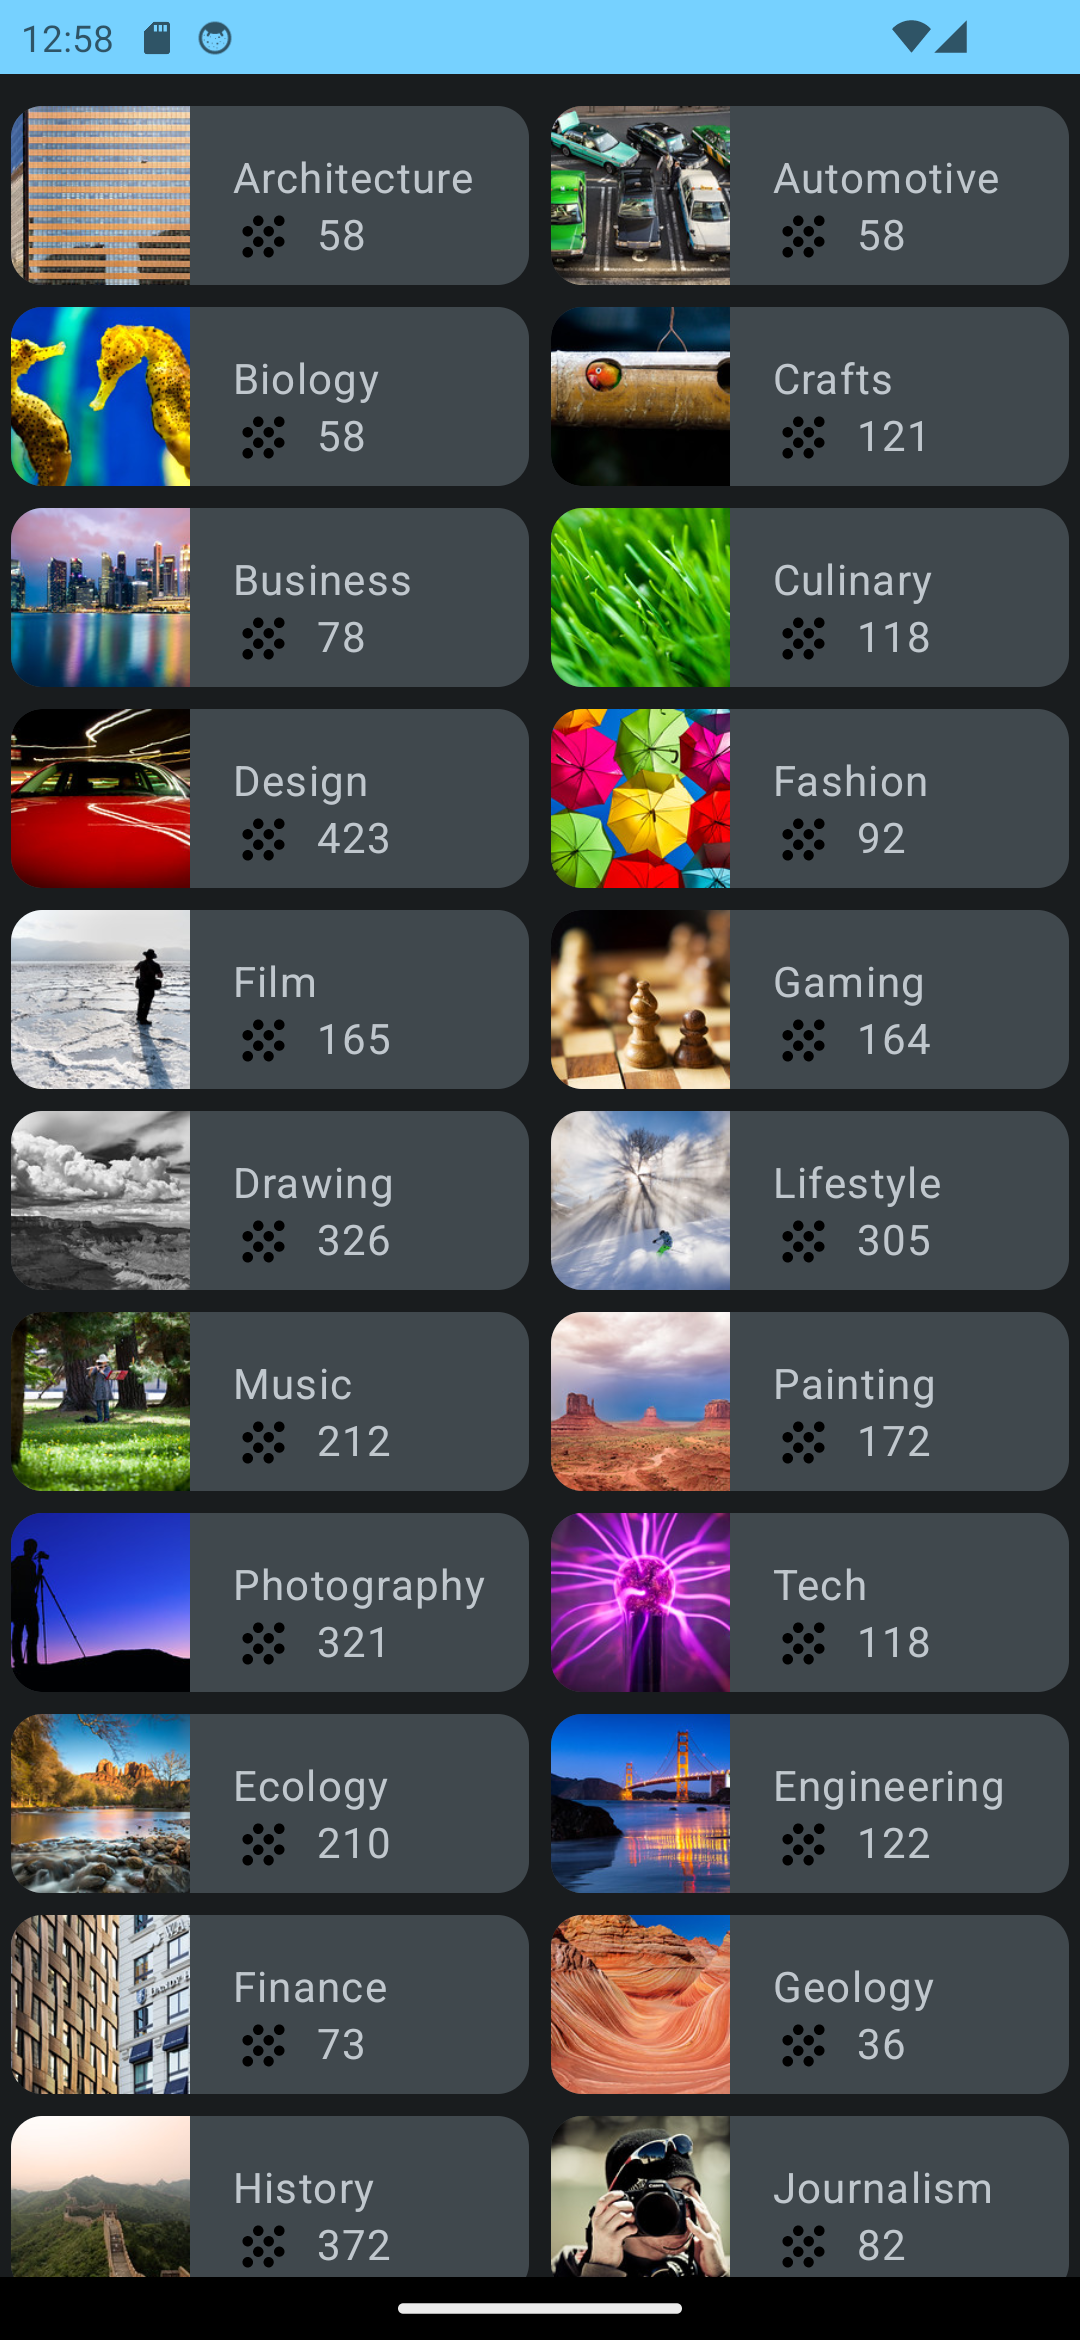 12:58
Architecture
58
Automotive
58
Biology
58
Crafts
121
Business
78
Culinary
118
Design
423
Fashion
92
Film
165
Gaming
164
Drawing
326
Lifestyle
305
Music
212
Painting
172
Photography
321
Tech
118
Ecology
210
Engineering
122
Finance
73
Geology
36
History
372
Journalism
82